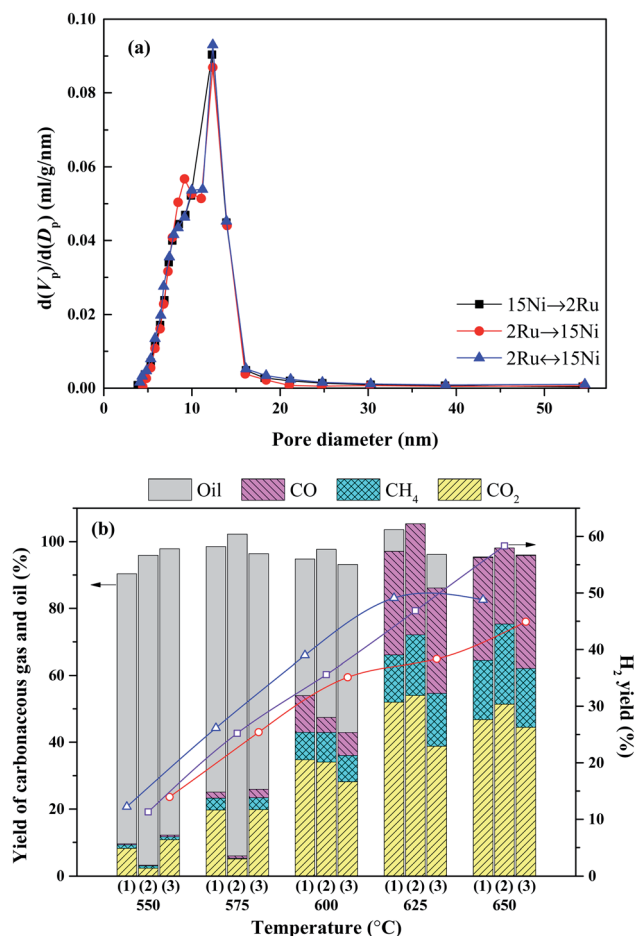 (a)
0.10
0.08
0.06
0.04
0.02
0.00
d(Vp)/d(Dp) (ml/g/nm)
15Ni→2Ru
2Ru→15Ni
2Ru↔15Ni
0 10 20 30 40 50
Pore diameter (nm)
Oil CO CH₄ CO₂
(b)
100
80
60
40
20
0
Yield of carbonaceous gas and oil (%)
60
50
40
30
20
10
0
H₂ yield (%)
(1) (2) (3) (1) (2) (3) (1) (2) (3) (1) (2) (3) (1) (2) (3)
550 575 600 625 650
Temperature (°C)